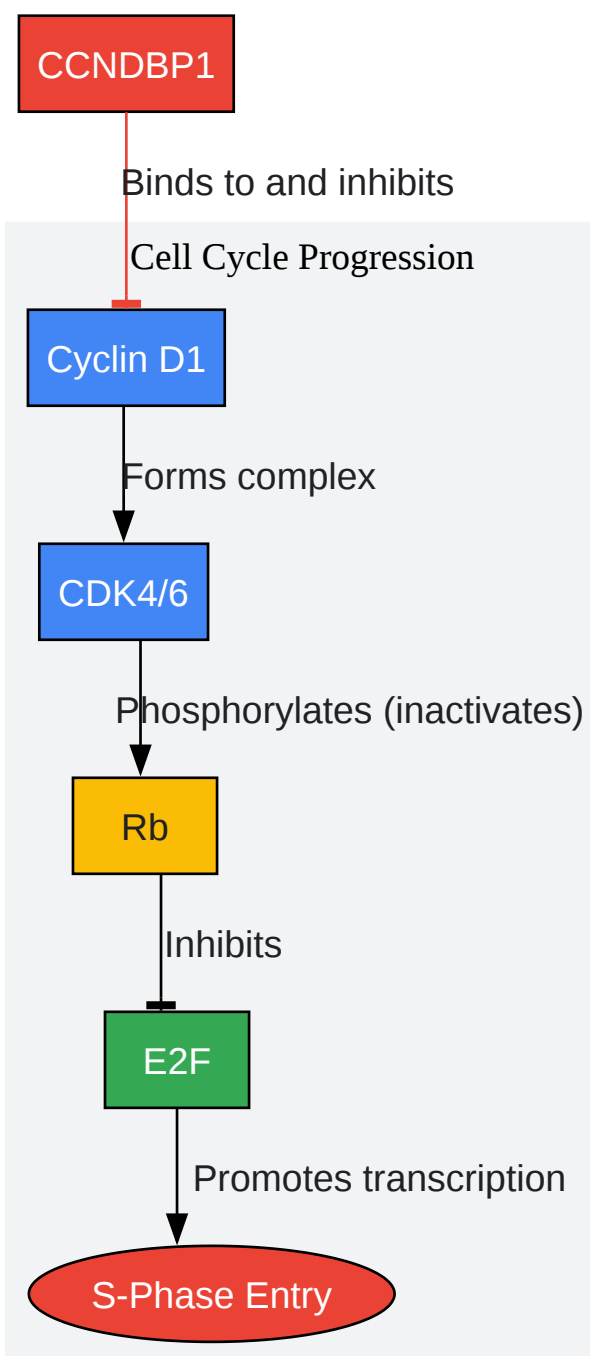 CCNDBP1
Binds to and inhibits
Cell Cycle Progression
Cyclin D1
Forms complex
CDK4/6
Phosphorylates (inactivates)
Rb
Inhibits
E2F
Promotes transcription
S-Phase Entry